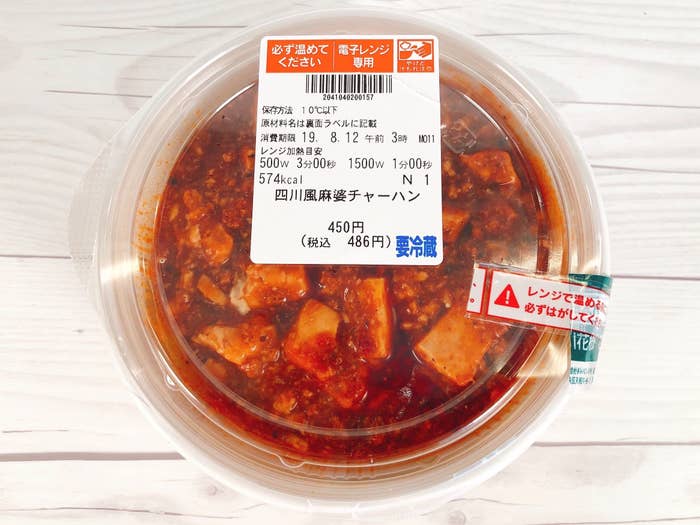 必ず温めて
ください
電子レンジ
専用
2041040200157
保存方法 10℃以下
原材料名は裏面ラベルに記載
消費期限 19. 8.12 午前 3時 M011
レンジ加熱目安
500W 3分00秒 1500W 1分00秒
574kcal N 1
四川風麻婆チャーハン
450円
(税込 486円)
要冷蔵
レンジで温める
必ずはがしてく